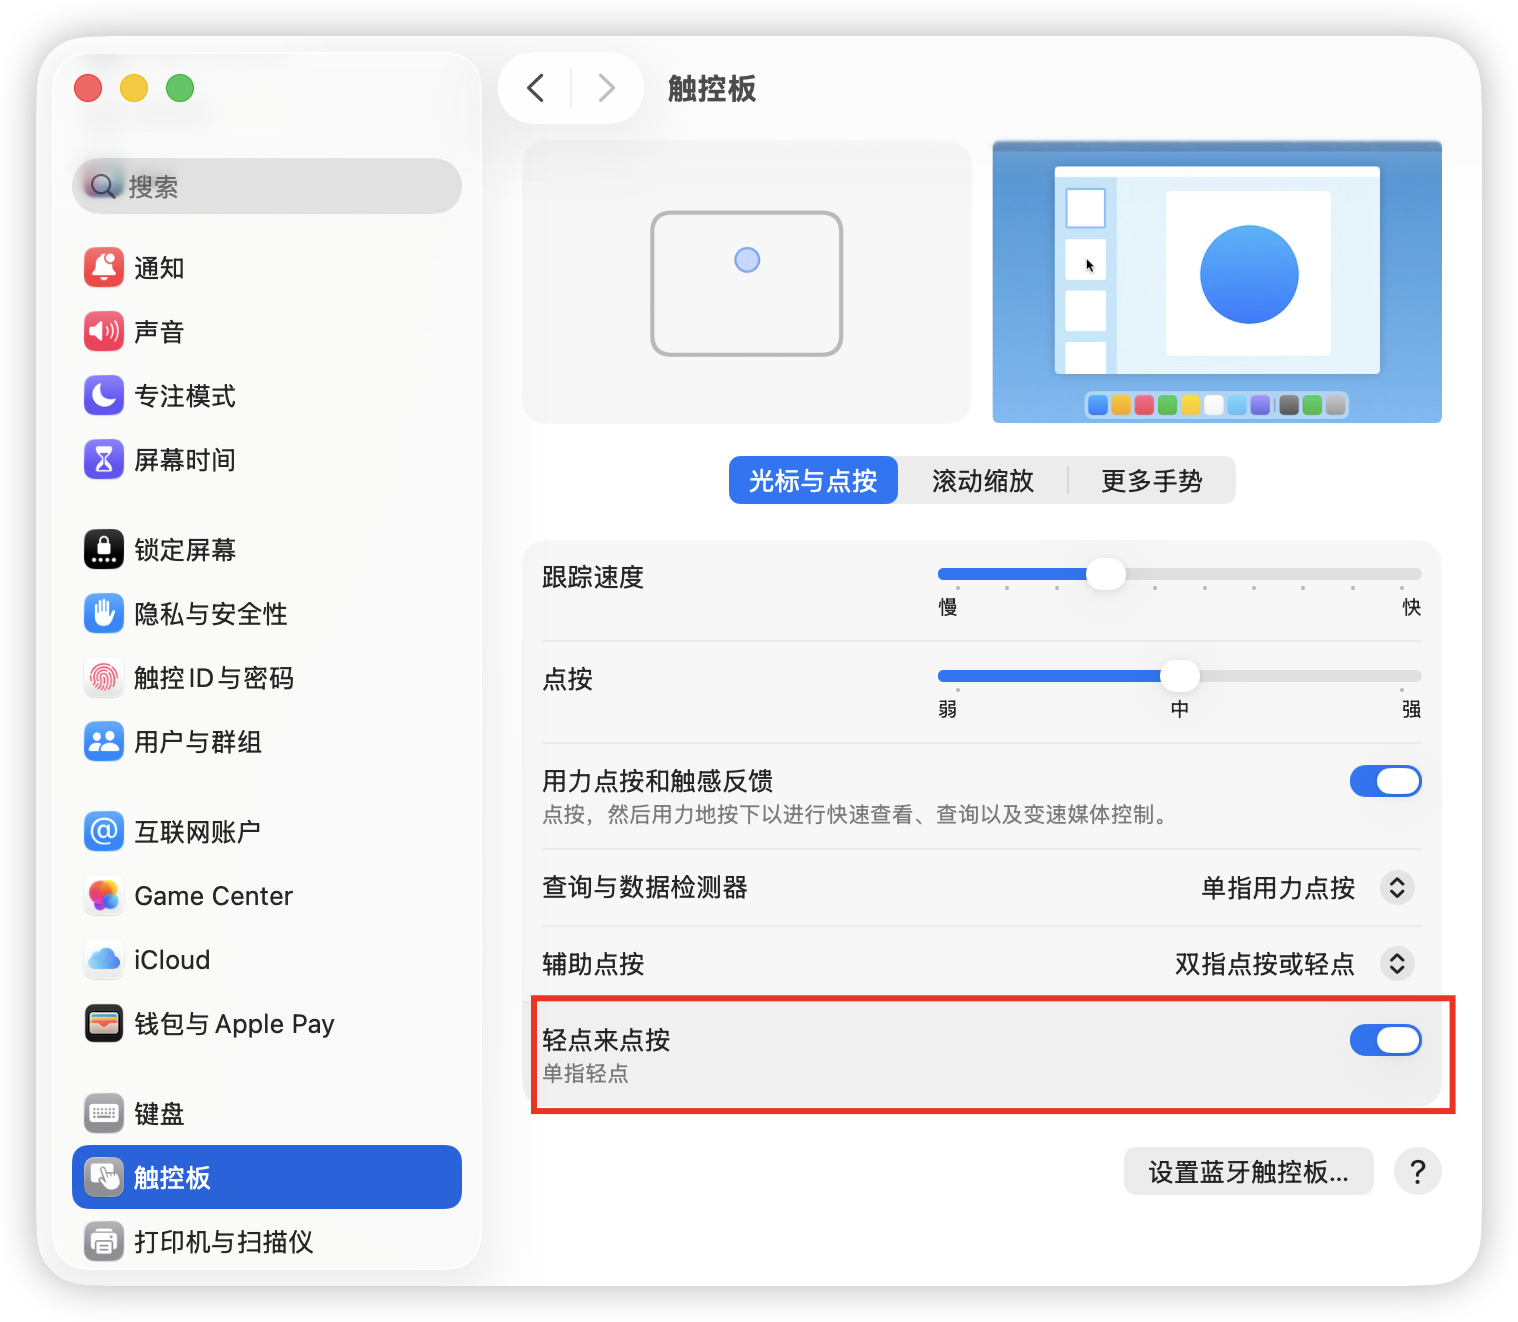 触控板
搜索
通知
声音
专注模式
屏幕时间
锁定屏幕
隐私与安全性
触控 ID 与密码
用户与群组
互联网账户
Game Center
iCloud
钱包与 Apple Pay
键盘
触控板
打印机与扫描仪
光标与点按 滚动缩放 更多手势
跟踪速度
慢 快
点按
弱 中 强
用力点按和触感反馈
点按，然后用力地按下以进行快速查看、查询以及变速媒体控制。
查询与数据检测器 单指用力点按
辅助点按 双指点按或轻点
轻点来点按
单指轻点
设置蓝牙触控板... ?